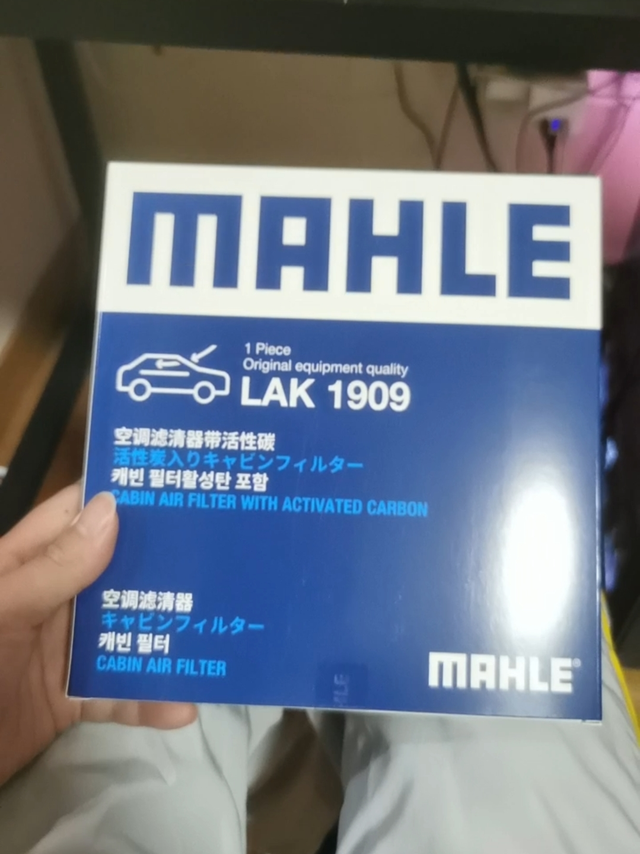 MAHLE
1 Piece
Original equipment quality
LAK 1909
空调滤清器带活性碳
活性炭入りキャビンフィルター
캐빈 필터활성탄 포함
CABIN AIR FILTER WITH ACTIVATED CARBON
空调滤清器
キャビンフィルター
캐빈 필터
CABIN AIR FILTER
MAHLE®